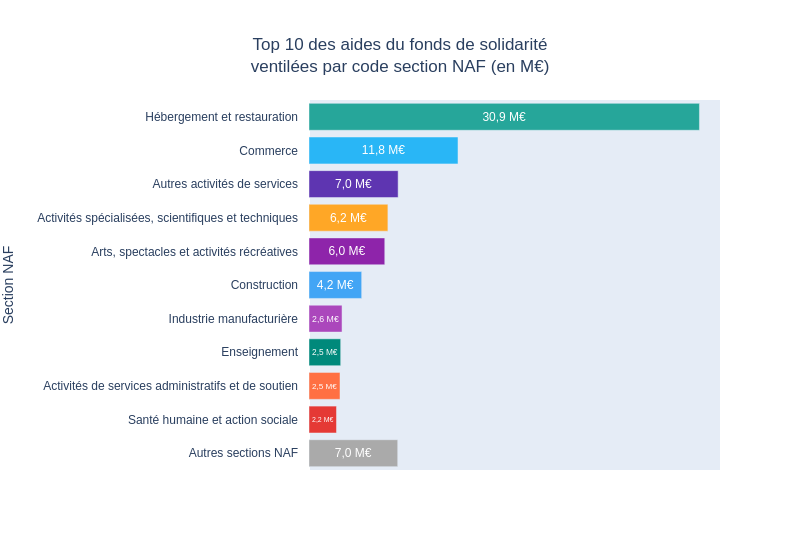 Top 10 des aides du fonds de solidarité
ventilées par code section NAF (en M€)
Section NAF
Hébergement et restauration 30,9 M€
Commerce 11,8 M€
Autres activités de services 7,0 M€
Activités spécialisées, scientifiques et techniques 6,2 M€
Arts, spectacles et activités récréatives 6,0 M€
Construction 4,2 M€
Industrie manufacturière 2,6 M€
Enseignement 2,5 M€
Activités de services administratifs et de soutien 2,5 M€
Santé humaine et action sociale 2,2 M€
Autres sections NAF 7,0 M€